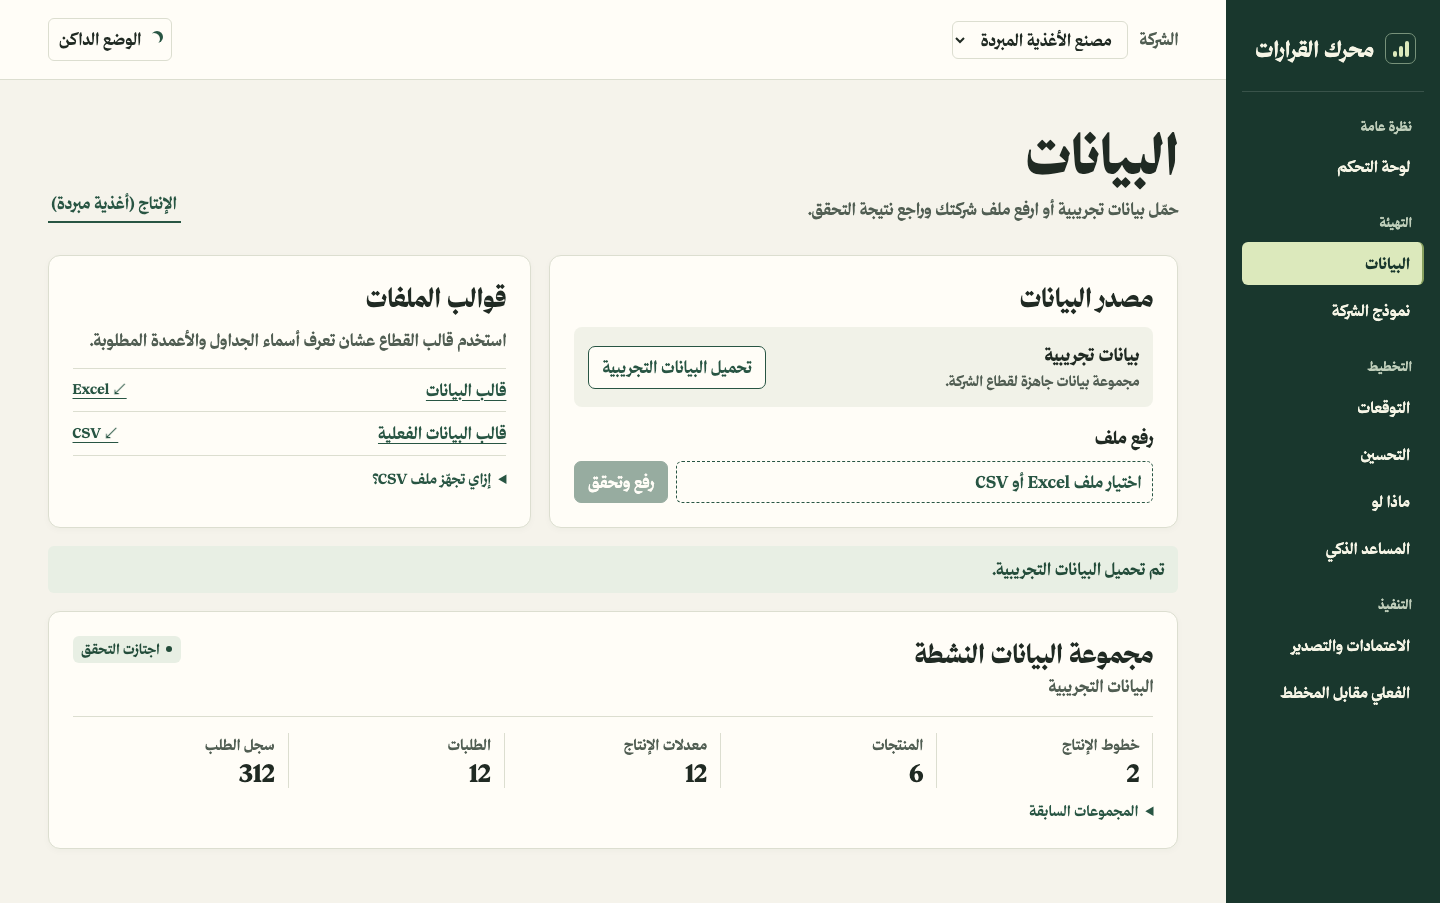 محرك القرارات
نظرة عامة
لوحة التحكم
التهيئة
البيانات
نموذج الشركة
التخطيط
التوقعات
التحسين
ماذا لو
المساعد الذكي
التنفيذ
الاعتمادات والتصدير
الفعلي مقابل المخطط
الشركة
مصنع الأغذية المبردة
الوضع الداكن
البيانات
حمّل بيانات تجريبية أو ارفع ملف شركتك وراجع نتيجة التحقق.
الإنتاج (أغذية مبردة)
مصدر البيانات
بيانات تجريبية
مجموعة بيانات جاهزة لقطاع الشركة.
تحميل البيانات التجريبية
رفع ملف
اختيار ملف Excel أو CSV
رفع وتحقق
قوالب الملفات
استخدم قالب القطاع عشان تعرف أسماء الجداول والأعمدة المطلوبة.
قالب البيانات
Excel ↙
قالب البيانات الفعلية
CSV ↙
إزاي تجهّز ملف CSV؟
تم تحميل البيانات التجريبية.
مجموعة البيانات النشطة
اجتازت التحقق
البيانات التجريبية
خطوط الإنتاج
2
المنتجات
6
معدلات الإنتاج
12
الطلبات
12
سجل الطلب
312
المجموعات السابقة